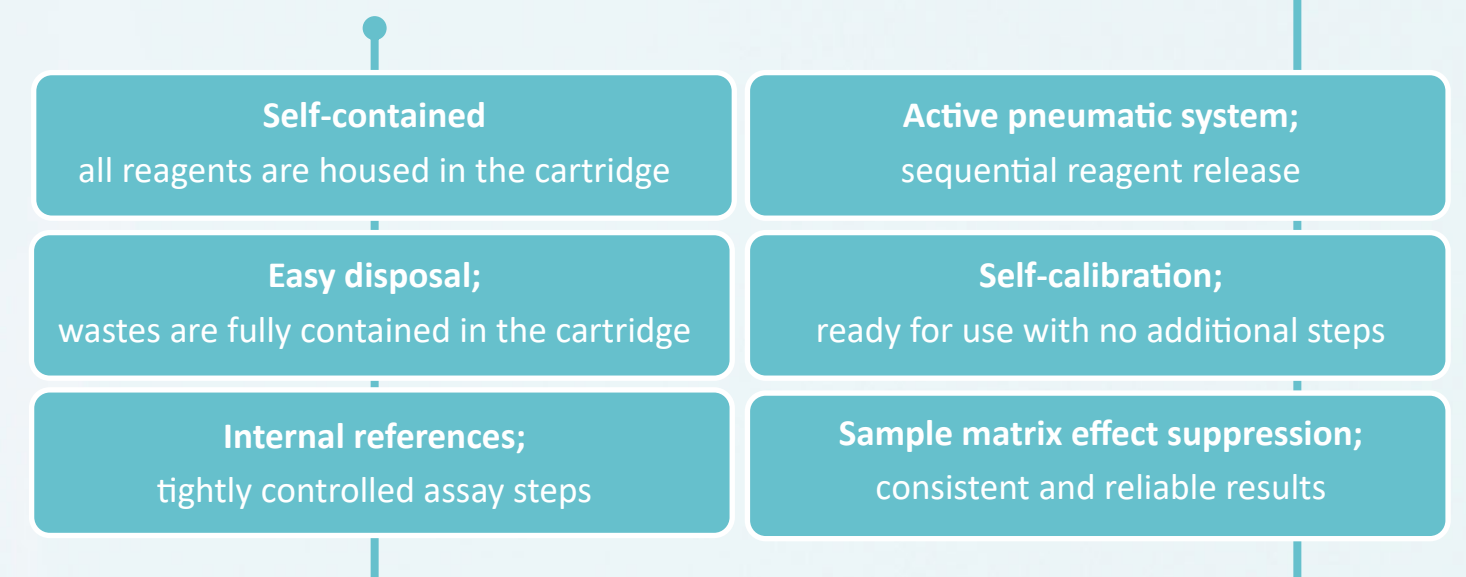 Self-contained
all reagents are housed in the cartridge
Active pneumatic system;
sequential reagent release
Easy disposal;
wastes are fully contained in the cartridge
Self-calibration;
ready for use with no additional steps
Internal references;
tightly controlled assay steps
Sample matrix effect suppression;
consistent and reliable results